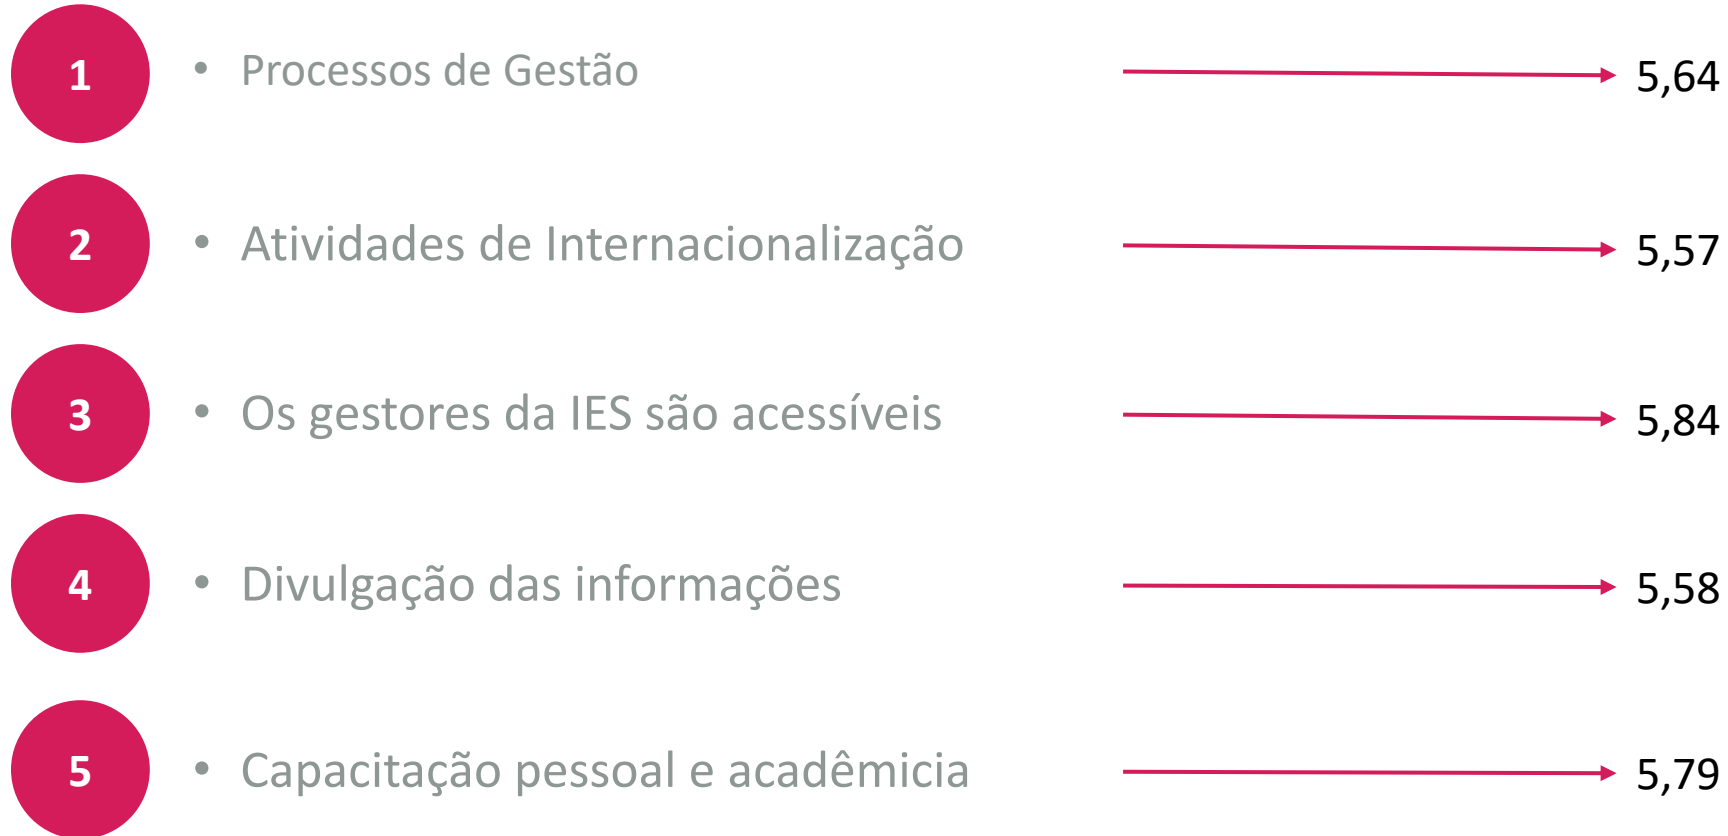 1 • Processos de Gestão 5,64
2 • Atividades de Internacionalização 5,57
3 • Os gestores da IES são acessíveis 5,84
4 • Divulgação das informações 5,58
5 • Capacitação pessoal e acadêmicia 5,79